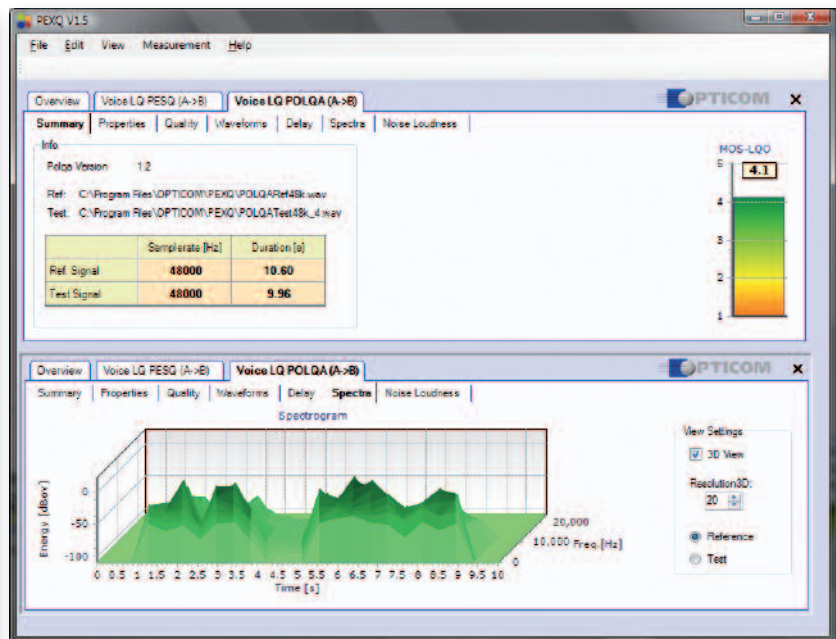 PEXQ V1.5
File Edit View Measurement Help
Overview Voice LQ PESQ (A->B) Voice LQ POLQA (A->B)
OPTICOM
Summary Properties Quality Waveforms Delay Spectra Noise Loudness
Info
Polqa Version 1.2
Ref: C:\Program Files\OPTICOM\PEXQ\POLQARef48k.wav
Test: C:\Program Files\OPTICOM\PEXQ\POLQATest48k_4.wav
Samplerate [Hz] Duration [s]
Ref. Signal 48000 10.60
Test Signal 48000 9.96
MOS-LQO
5
4.1
4
3
2
1
Overview Voice LQ PESQ (A->B) Voice LQ POLQA (A->B)
OPTICOM
Summary Properties Quality Waveforms Delay Spectra Noise Loudness
Spectrogram
Energy [dBov]
0
-50
-100
0 0.5 1 1.5 2 2.5 3 3.5 4 4.5 5 5.5 6 6.5 7 7.5 8 8.5 9 9.5 10
Time [s]
20,000
10,000 Freq.[Hz]
0
View Settings
3D View
Resolution3D:
20
Reference
Test